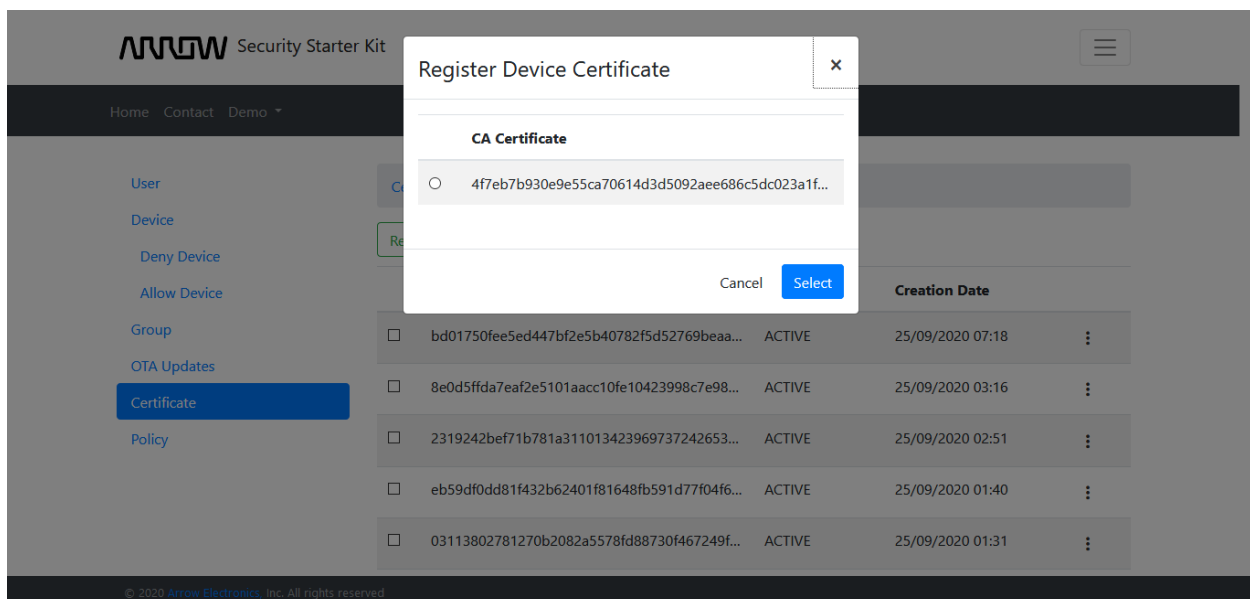 ARROW Security Starter Kit
Register Device Certificate ×
Home Contact Demo
CA Certificate
4f7eb7b930e9e55ca70614d3d5092aee686c5dc023a1f...
Cancel Select
User
Device
Deny Device
Allow Device
Group
OTA Updates
Certificate
Policy
Ce
Re
Creation Date
bd01750fee5ed447bf2e5b40782f5d52769beaa... ACTIVE 25/09/2020 07:18
8e0d5ffda7eaf2e5101aacc10fe10423998c7e98... ACTIVE 25/09/2020 03:16
2319242bef71b781a311013423969737242653... ACTIVE 25/09/2020 02:51
eb59df0dd81f432b62401f81648fb591d77f04f6... ACTIVE 25/09/2020 01:40
03113802781270b2082a5578fd88730f467249f... ACTIVE 25/09/2020 01:31
© 2020 Arrow Electronics, Inc. All rights reserved